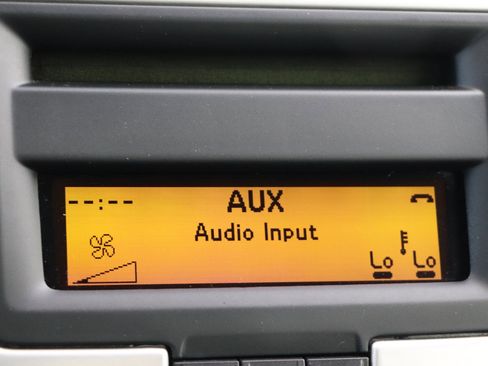 --:--
AUX
Audio Input
Lo Lo